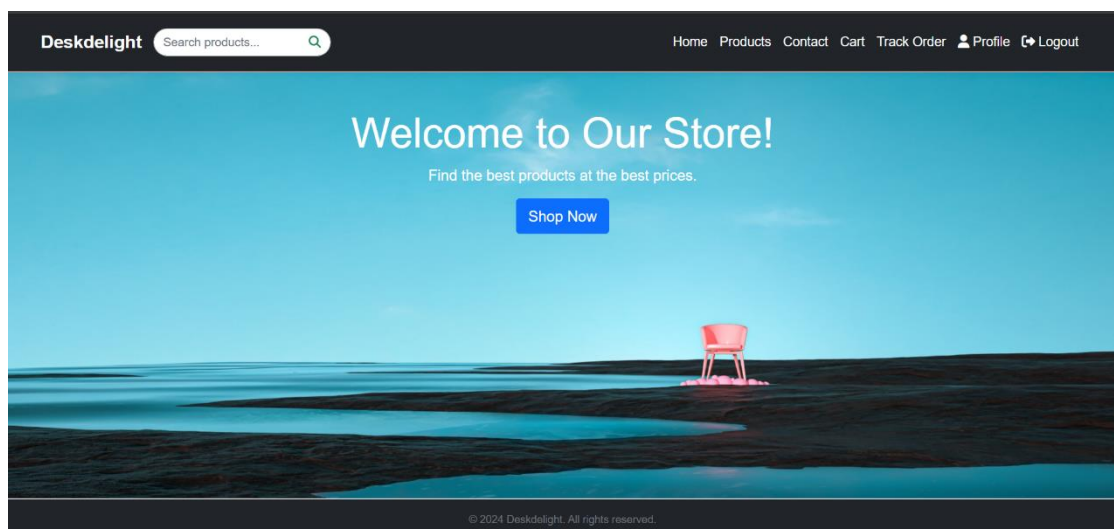 Deskdelight Search products... Home Products Contact Cart Track Order Profile Logout
Welcome to Our Store!
Find the best products at the best prices.
Shop Now
© 2024 Deskdelight. All rights reserved.